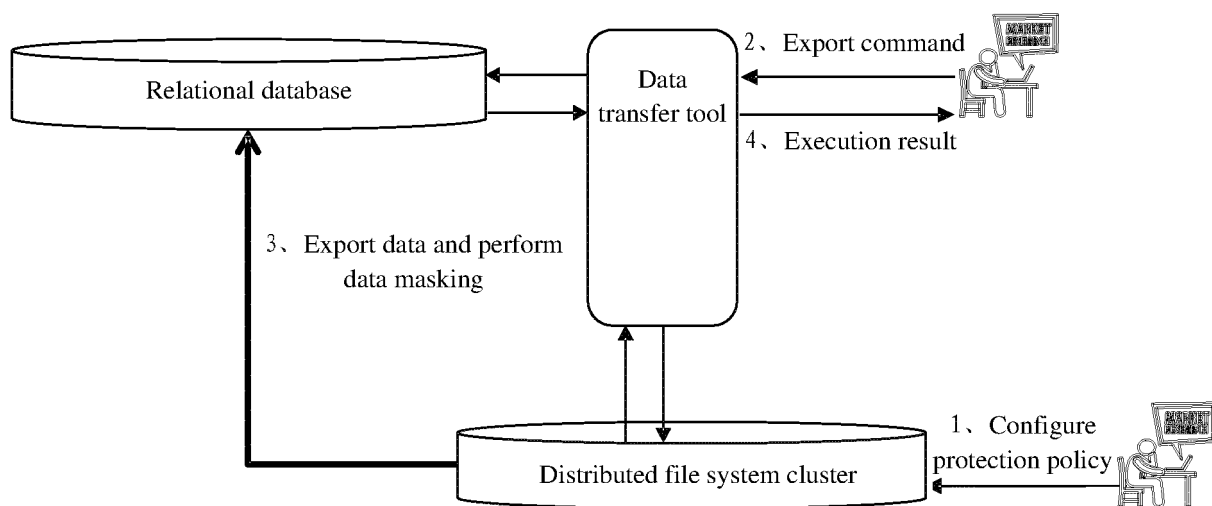 2、Export command
Data
transfer tool
Relational database
4、Execution result
3、Export data and perform
data masking
1、Configure
protection policy
Distributed file system cluster